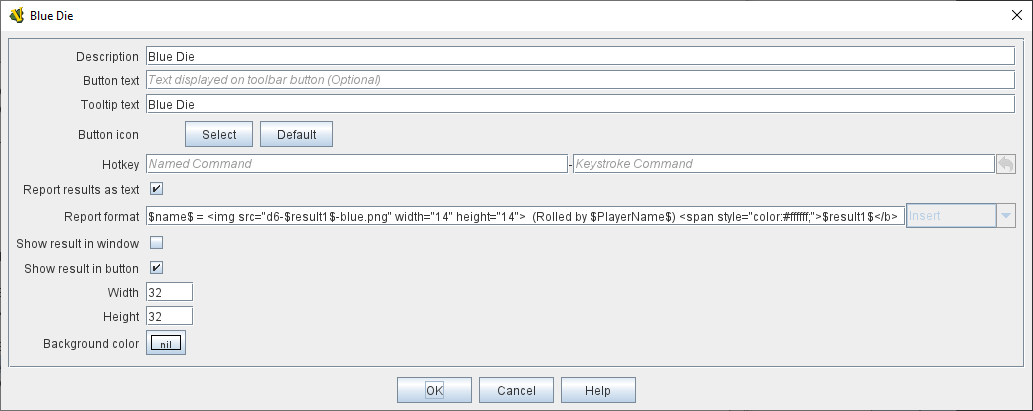 Blue Die
Description Blue Die
Button text Text displayed on toolbar button (Optional)
Tooltip text Blue Die
Button icon Select Default
Hotkey Named Command - Keystroke Command
Report results as text
Report format $name$ = <img src="d6-$result1$-blue.png" width="14" height="14">  (Rolled by $PlayerName$) <span style="color:#ffffff;">$result1$</b> Insert
Show result in window
Show result in button
Width 32
Height 32
Background color nil
OK Cancel Help